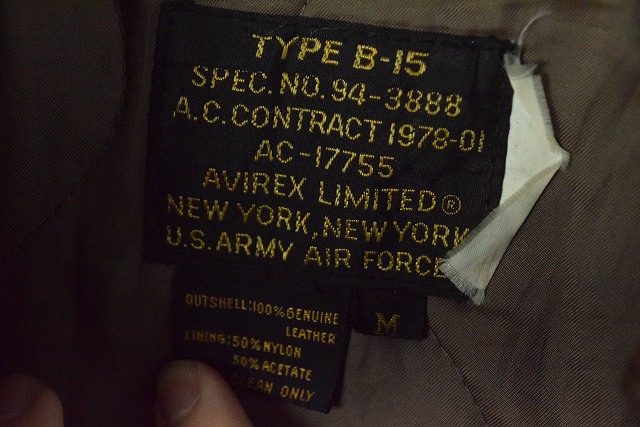 TYPE B-15
SPEC. NO. 94-3888
A.C. CONTRACT 1978-01
AC-17755
AVIREX LIMITED®
NEW YORK, NEW YORK
U.S. ARMY AIR FORCE
OUTSHELL: 100% GENUINE
LEATHER
LINING: 50% NYLON
50% ACETATE
CLEAN ONLY
M